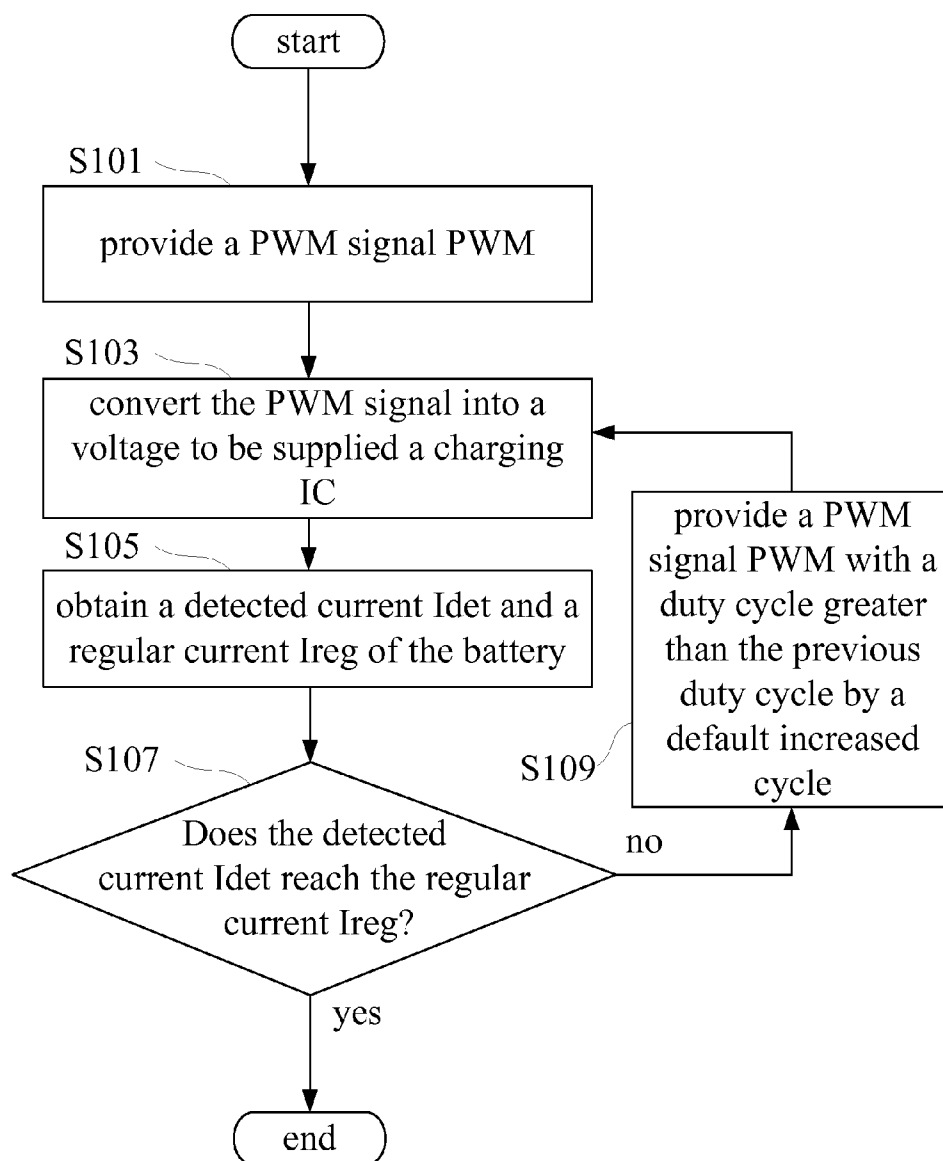 start
S101
provide a PWM signal PWM
S103
convert the PWM signal into a
voltage to be supplied a charging
IC
S105
obtain a detected current Idet and a
regular current Ireg of the battery
S107
Does the detected
current Idet reach the regular
current Ireg?
no
S109
provide a PWM
signal PWM with a
duty cycle greater
than the previous
duty cycle by a
default increased
cycle
yes
end